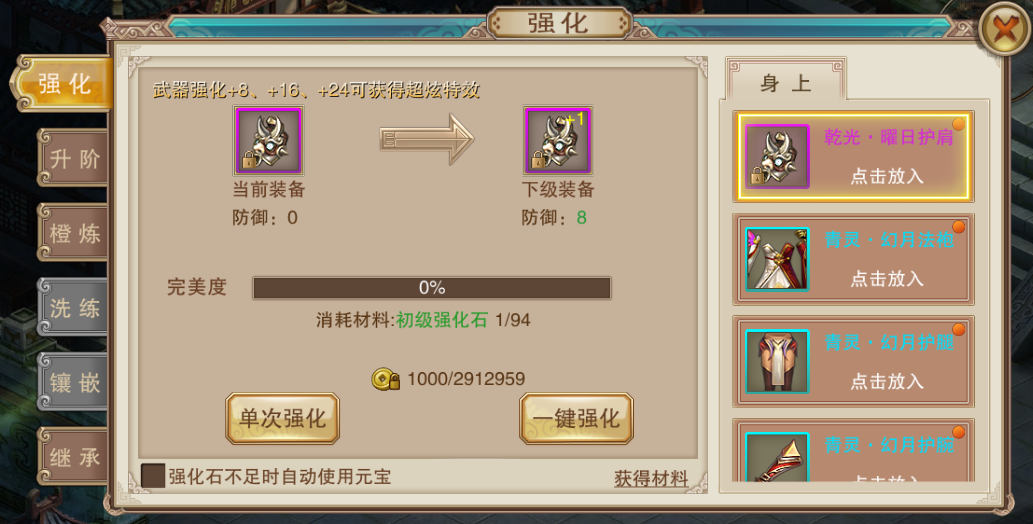 强化
强化
升阶
橙炼
洗练
镶嵌
继承
武器强化+8、+16、+24可获得超炫特效
+1
当前装备
下级装备
防御：0
防御：8
完美度
0%
消耗材料:初级强化石 1/94
1000/2912959
单次强化
一键强化
强化石不足时自动使用元宝
获得材料
身上
乾光·曜日护肩
点击放入
青灵·幻月法袍
点击放入
青灵·幻月护腿
点击放入
青灵·幻月护腕
点击放入